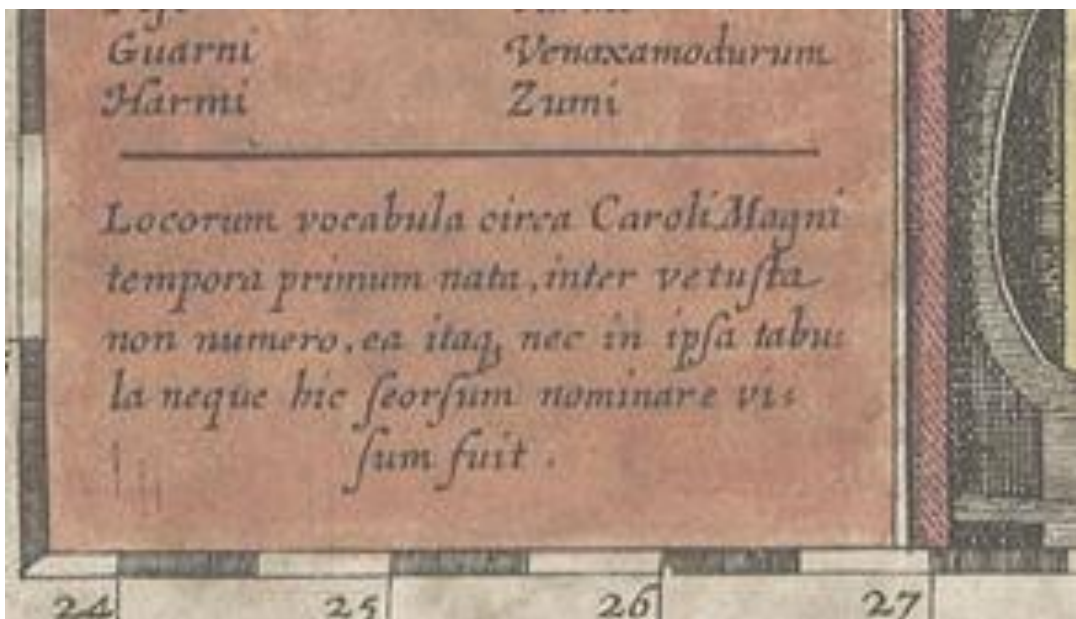 Guarni Venaxamodurum
Harmi Zumi
Locorum vocabula circa Caroli Magni
tempora primum nata, inter vetuſta
non numero, ea itaq, nec in ipſa tabu:
la neque hic ſeorſum nominare vi:
ſum fuit.
24 25 26 27